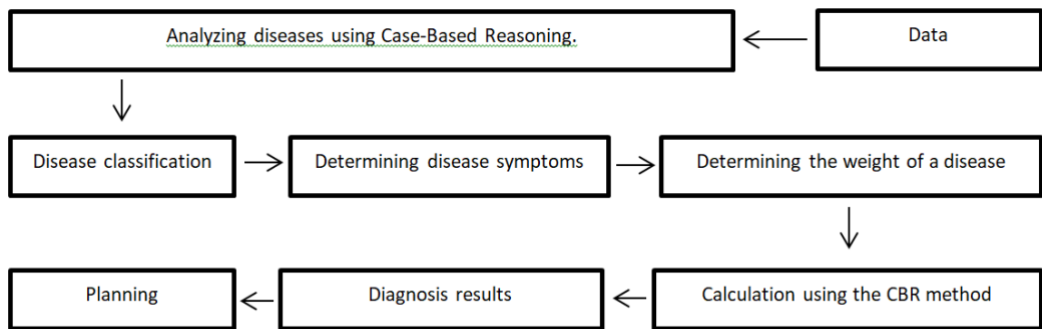 Analyzing diseases using Case-Based Reasoning.
Data
Disease classification
Determining disease symptoms
Determining the weight of a disease
Planning
Diagnosis results
Calculation using the CBR method